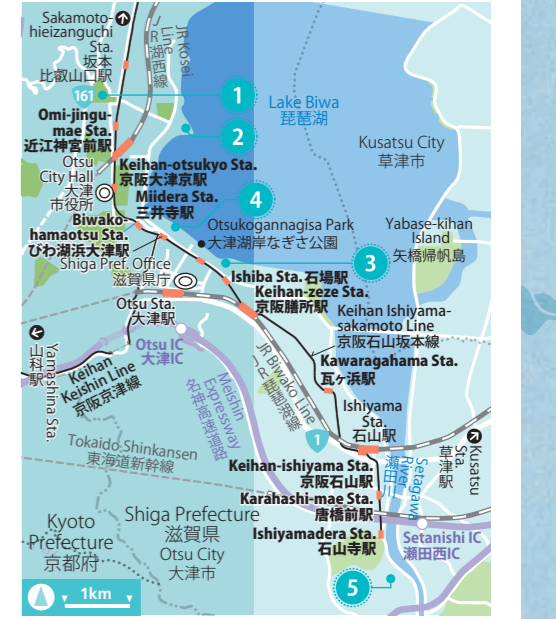 Sakamoto-
hieizanguchi
Sta.
坂本
比叡山口駅
JR Kosei
Line
JR湖西線
161
1
Omi-jingu-
mae Sta.
近江神宮前駅
2
Lake Biwa
琵琶湖
Kusatsu City
草津市
Otsu
City Hall
大津
市役所
Keihan-otsukyo Sta.
京阪大津京駅
Miidera Sta.
三井寺駅
4
Biwako-
hamaotsu Sta.
びわ湖浜大津駅
Otsukogannagisa Park
大津湖岸なぎさ公園
Yabase-kihan
Island
矢橋帰帆島
Shiga Pref. Office
滋賀県庁
3
Ishiba Sta. 石場駅
Keihan-zeze Sta.
京阪膳所駅
Otsu Sta.
大津駅
Keihan Ishiyama-
sakamoto Line
京阪石山坂本線
Otsu IC
大津IC
Yamashina Sta.
山科駅
Keihan
Keishin Line
京阪京津線
Meishin
Expressway
名神高速道路
JR Biwako Line
JR琵琶湖線
Kawaragahama Sta.
瓦ヶ浜駅
Ishiyama
Sta.
石山駅
1
Tokaido Shinkansen
東海道新幹線
Kusatsu
Sta.
草津駅
Keihan-ishiyama Sta.
京阪石山駅
Setagawa
River
瀬田川
Karahashi-mae Sta.
唐橋前駅
Kyoto
Prefecture
京都府
Shiga Prefecture
滋賀県
Otsu City
大津市
Ishiyamadera Sta.
石山寺駅
Setanishi IC
瀬田西IC
5
1km